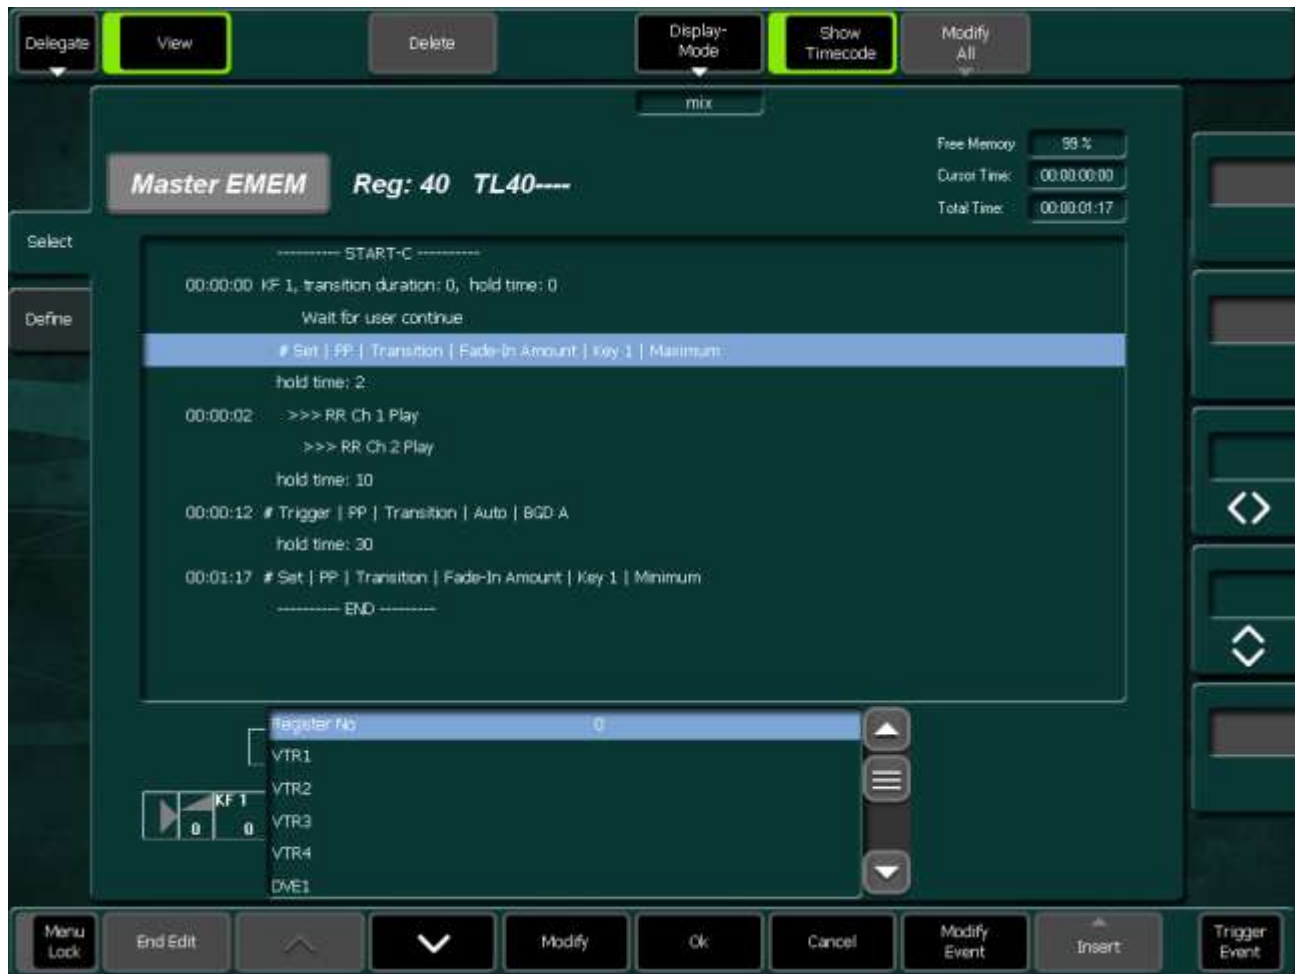 Delegate
View
Delete
Display-
Mode
Show
Timecode
Modify
All
mix
Free Memory 99 %
Master EMEM Reg: 40 TL40----
Cursor Time: 00:00:00:00
Total Time: 00:00:01:17
Select
Define
---------- START-C ----------
00:00:00 KF 1, transition duration: 0, hold time: 0
Wait for user continue
# Set | PP | Transition | Fade-In Amount | Key 1 | Maximum
hold time: 2
00:00:02 >>> RR Ch 1 Play
>>> RR Ch 2 Play
hold time: 10
00:00:12 # Trigger | PP | Transition | Auto | BGD A
hold time: 30
00:01:17 # Set | PP | Transition | Fade-In Amount | Key 1 | Minimum
---------- END ---------
Register No 0
VTR1
VTR2
VTR3
VTR4
DVE1
KF 1
0 0
Menu
Lock
End Edit
Modify
Ok
Cancel
Modify
Event
Insert
Trigger
Event